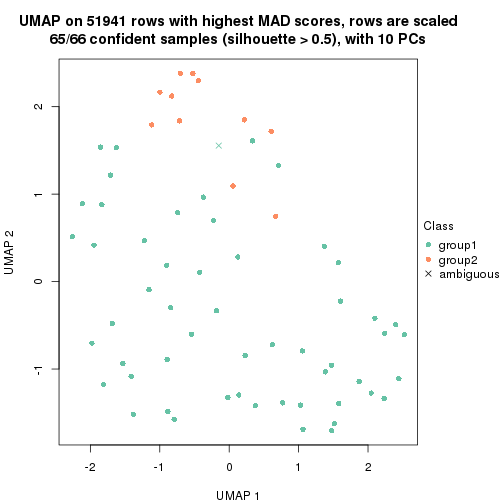 UMAP on 51941 rows with highest MAD scores, rows are scaled
65/66 confident samples (silhouette > 0.5), with 10 PCs
2
1
0
-1
UMAP 2
-2
-1
0
1
2
UMAP 1
Class
group1
group2
ambiguous